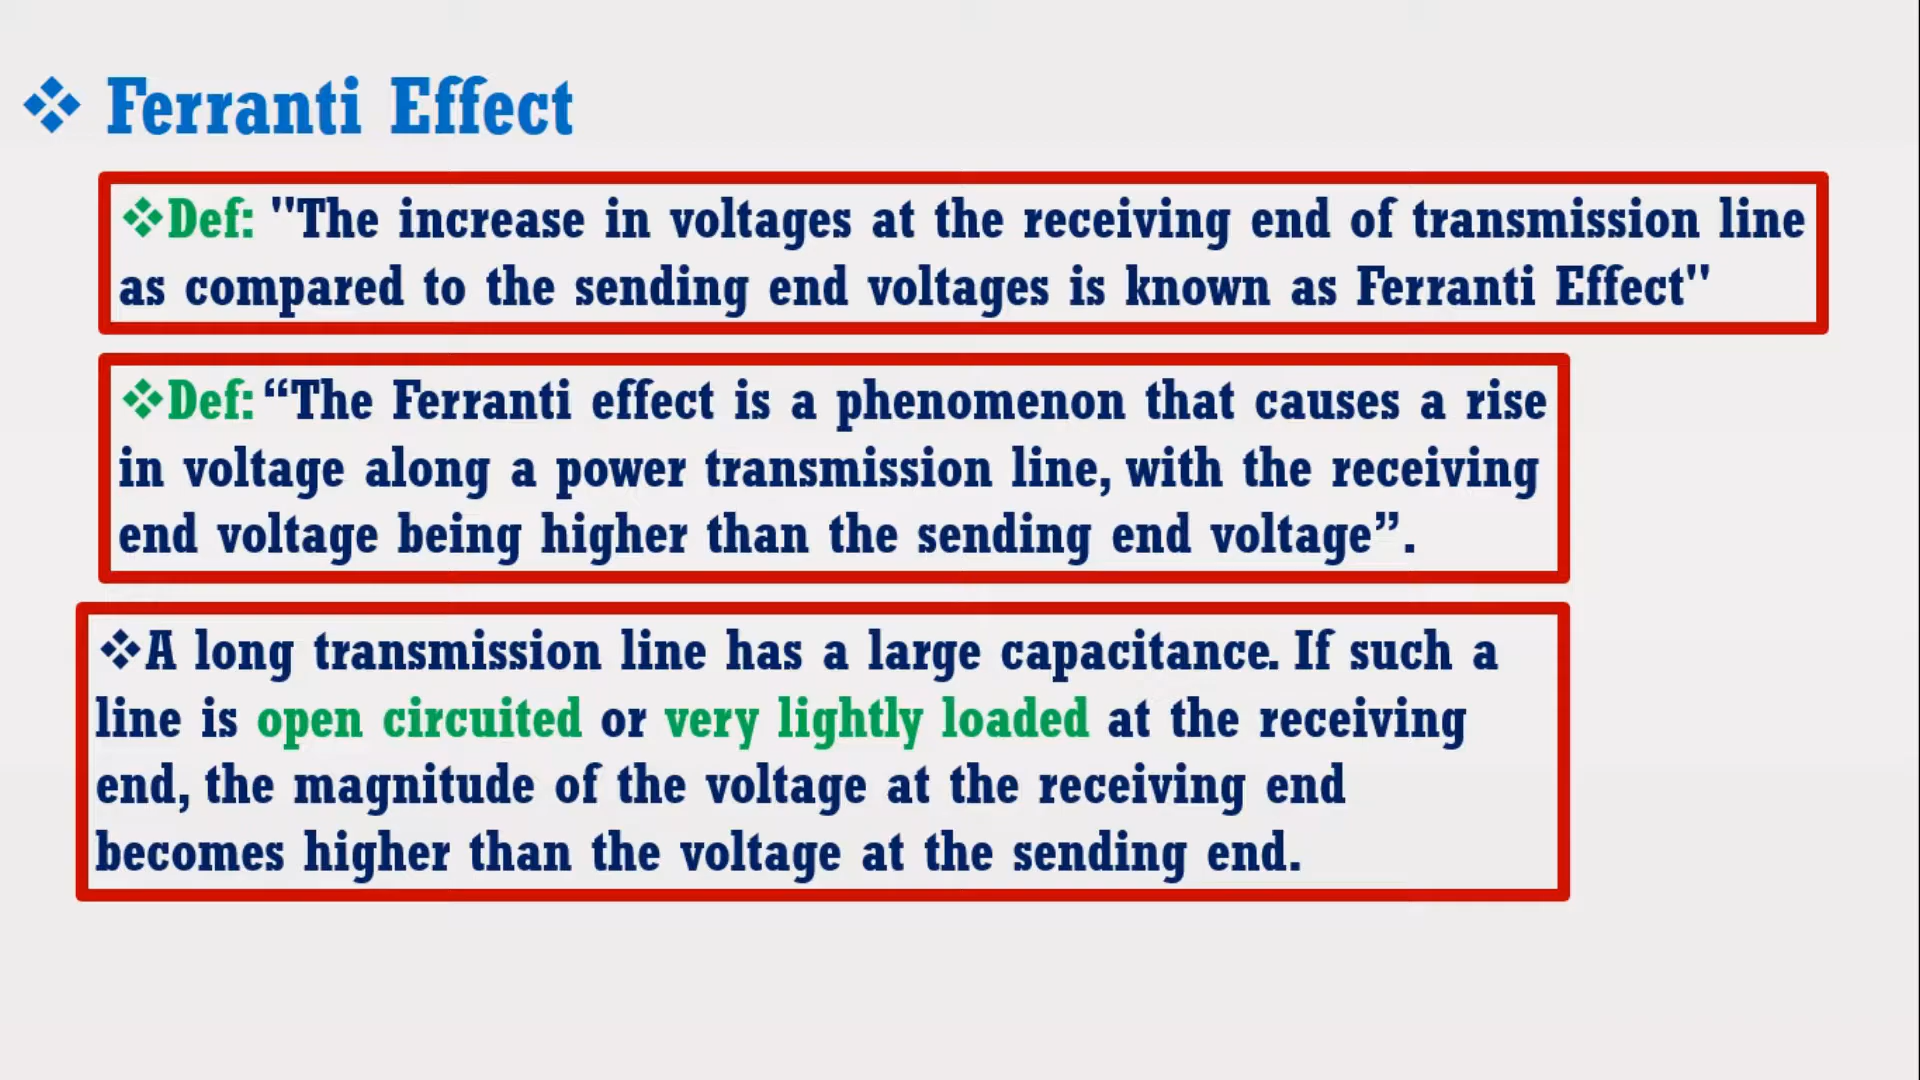 ❖ Ferranti Effect
❖Def: "The increase in voltages at the receiving end of transmission line
as compared to the sending end voltages is known as Ferranti Effect"
❖Def: “The Ferranti effect is a phenomenon that causes a rise
in voltage along a power transmission line, with the receiving
end voltage being higher than the sending end voltage”.
❖A long transmission line has a large capacitance. If such a
line is open circuited or very lightly loaded at the receiving
end, the magnitude of the voltage at the receiving end
becomes higher than the voltage at the sending end.